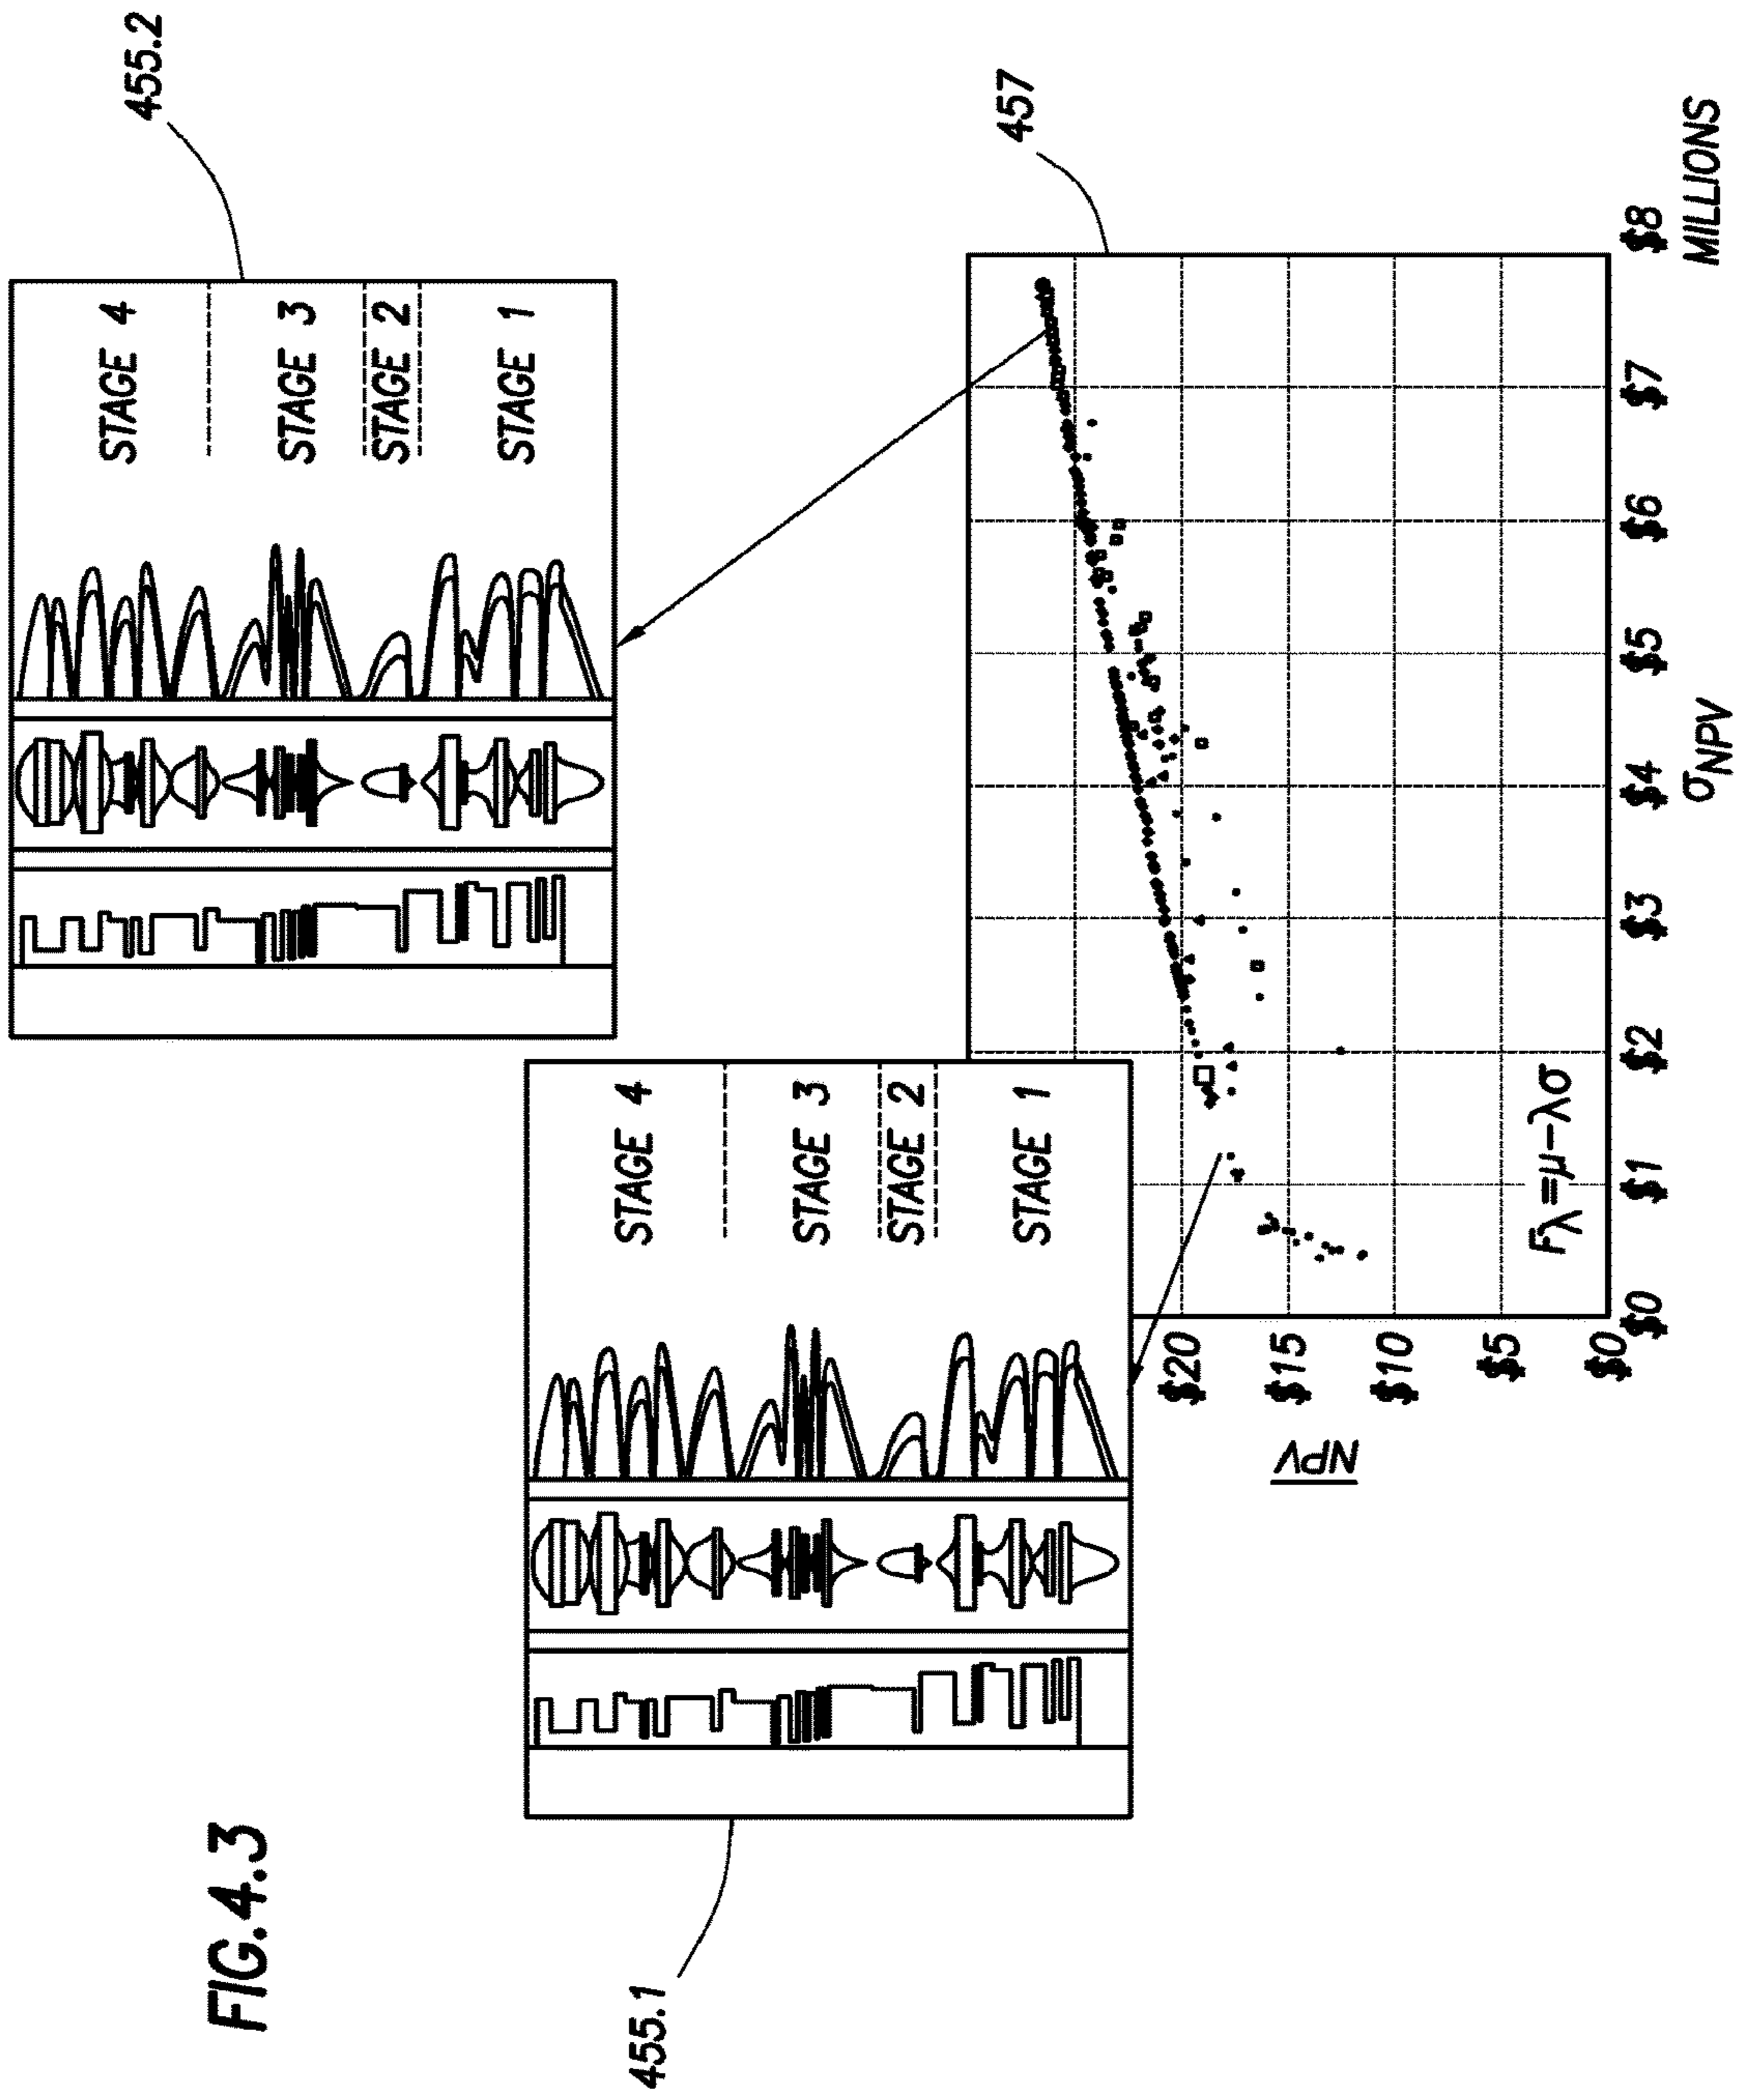 FIG.4.3
455.2
STAGE 4
STAGE 3
STAGE 2
STAGE 1
455.1
STAGE 4
STAGE 3
STAGE 2
STAGE 1
457
NPV
$20
$15
$10
$5
$0
Fλ=μ-λσ
$0 $1 $2 $3 $4 $5 $6 $7 $8
σNPV
MILLIONS